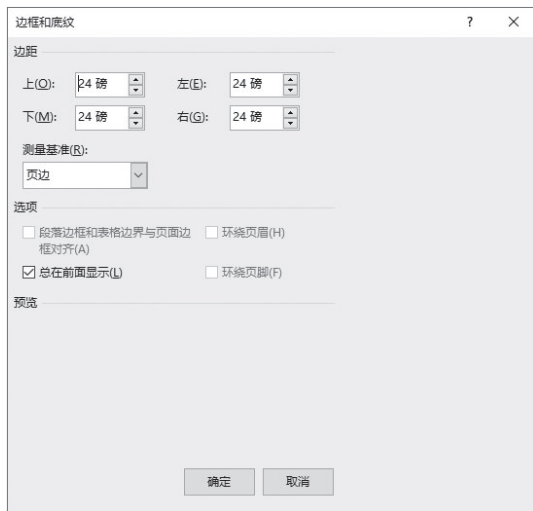 边框和底纹 ? ×
边距
上(O): 24 磅 左(E): 24 磅
下(M): 24 磅 右(G): 24 磅
测量基准(R):
页边
选项
段落边框和表格边界与页面边 环绕页眉(H)
框对齐(A)
总在前面显示(L) 环绕页脚(F)
预览
确定 取消